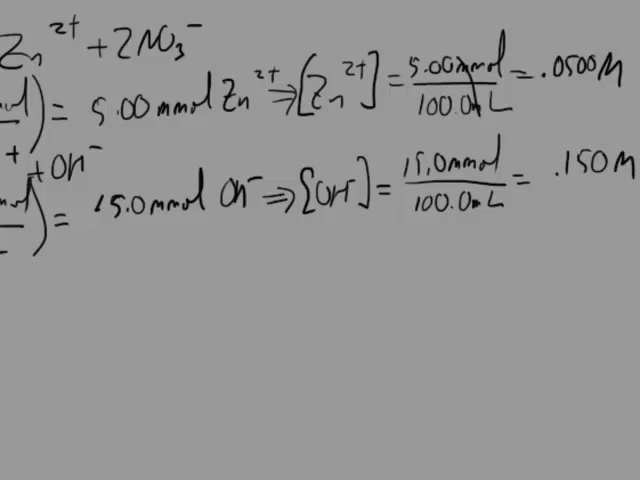 Zn²⁺ + 2NO₃⁻
) = 5.00 mmol Zn²⁺ ⇒ [Zn²⁺] = 5.00 mmol / 100.0 mL = .0500 M
+ + OH⁻
) = 15.0 mmol OH⁻ ⇒ [OH⁻] = 15.0 mmol / 100.0 mL = .150 M